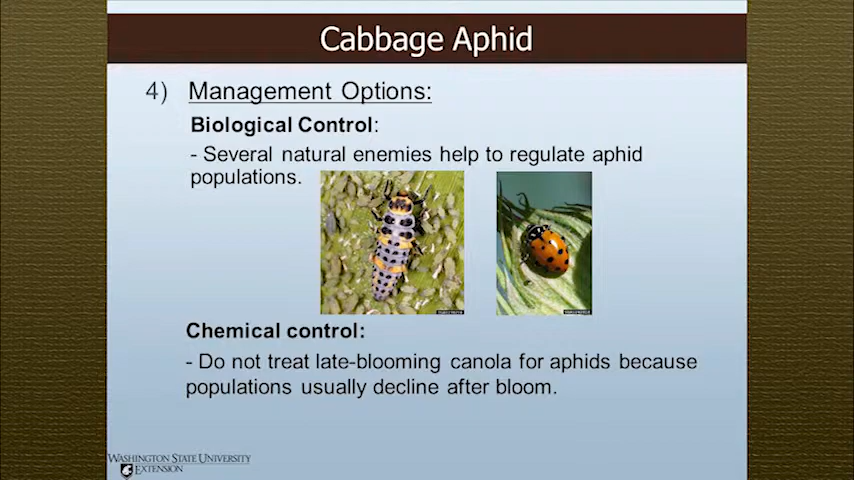 Cabbage Aphid
4) Management Options:
Biological Control:
- Several natural enemies help to regulate aphid
populations.
Chemical control:
- Do not treat late-blooming canola for aphids because
populations usually decline after bloom.
WASHINGTON STATE UNIVERSITY
EXTENSION